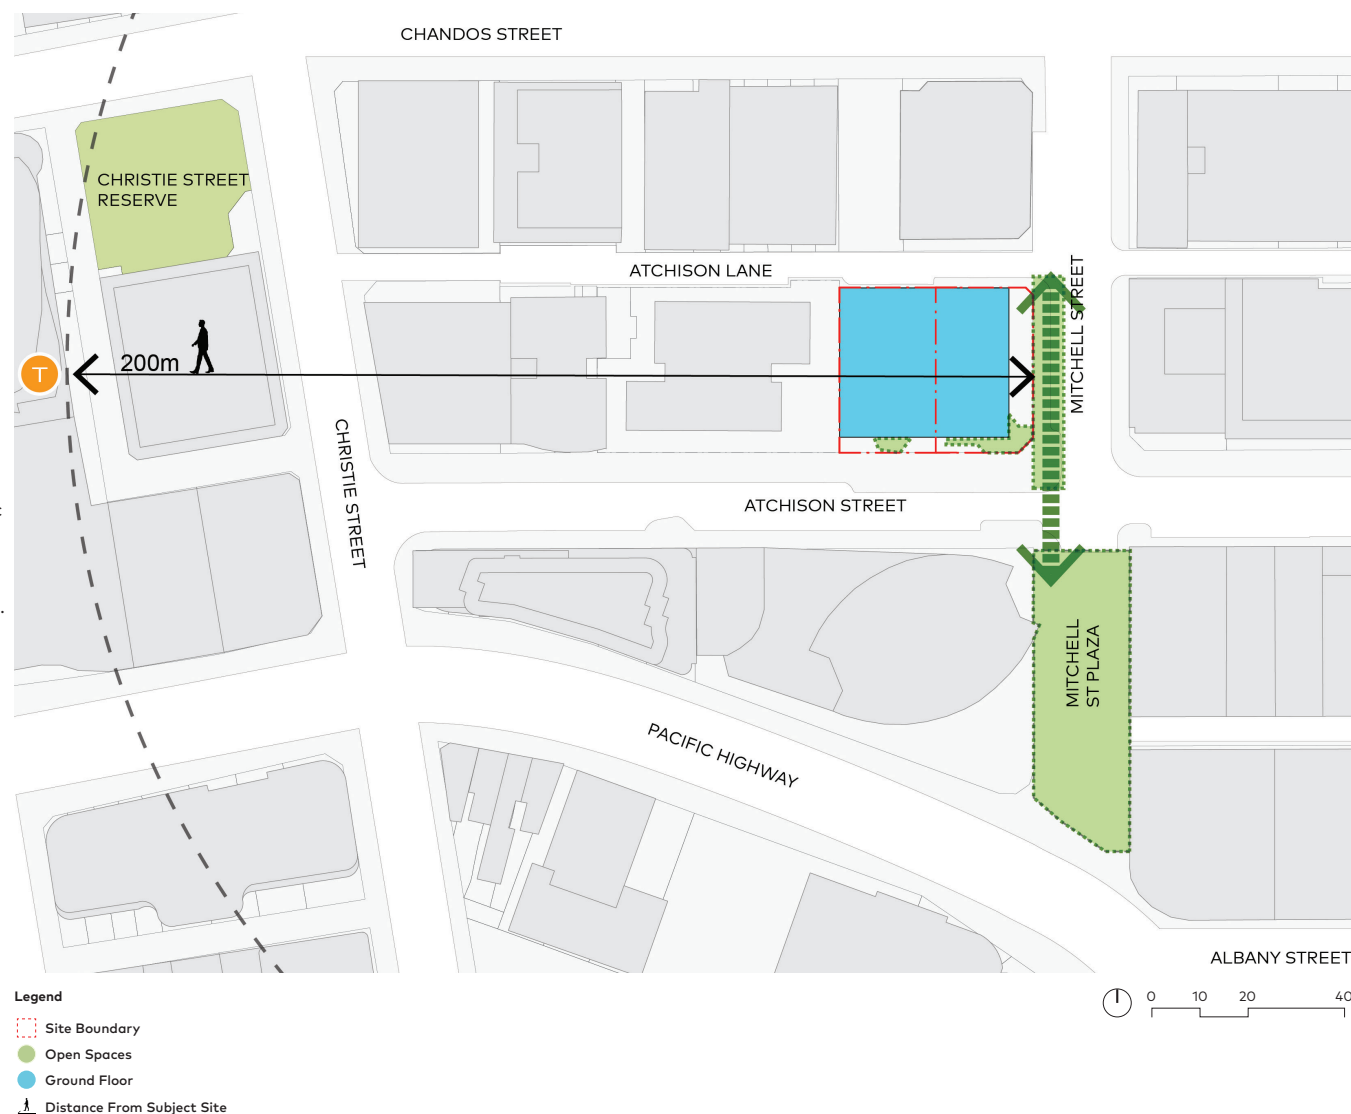 CHANDOS STREET
CHRISTIE STREET
RESERVE
ATCHISON LANE
MITCHELL STREET
200m
T
CHRISTIE STREET
ATCHISON STREET
MITCHELL
ST PLAZA
PACIFIC HIGHWAY
ALBANY STREET
0 10 20 40
Legend
Site Boundary
Open Spaces
Ground Floor
Distance From Subject Site